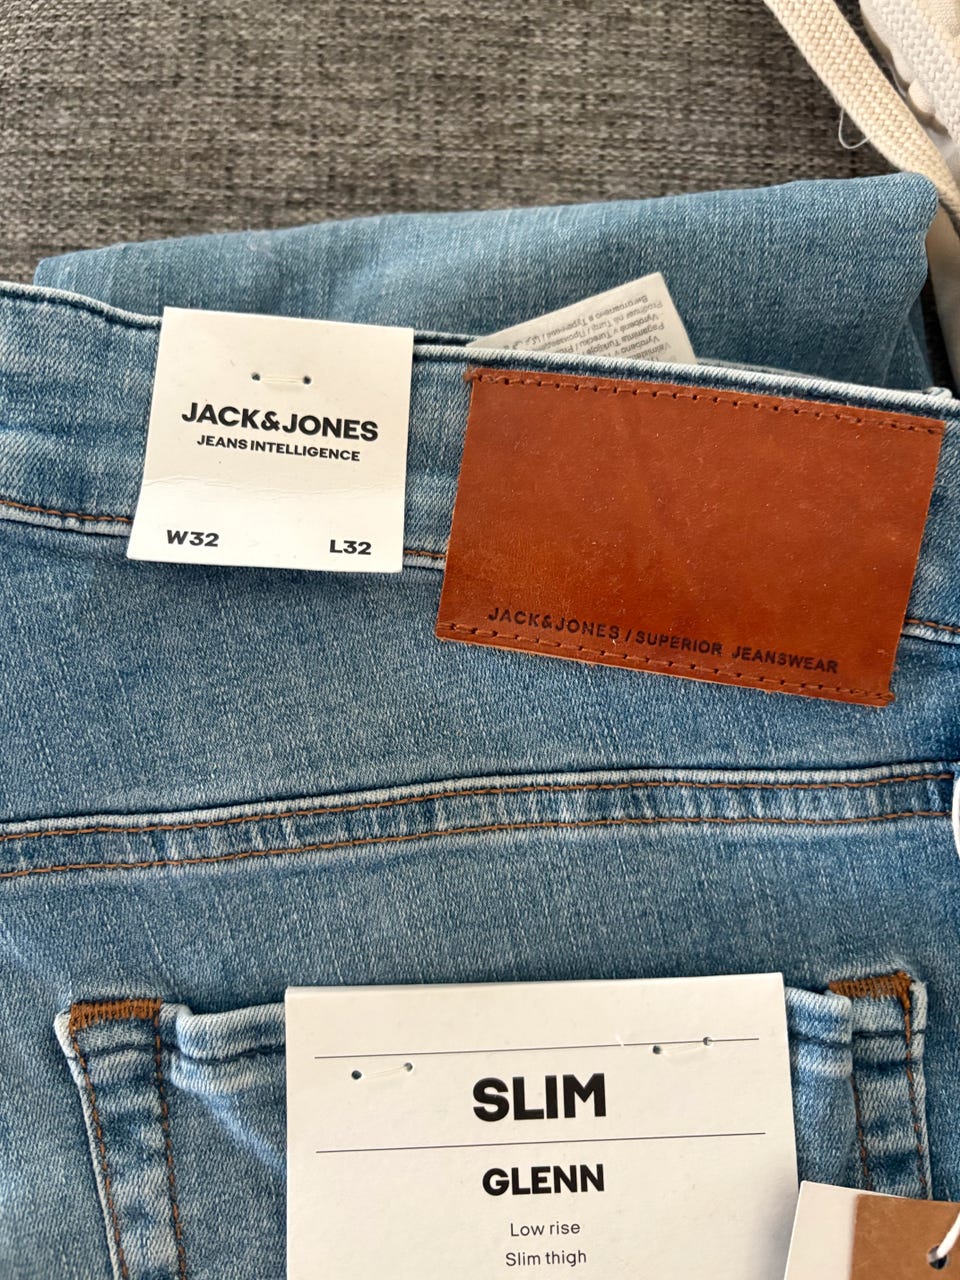 JACK&JONES
JEANS INTELLIGENCE
W32 L32
JACK&JONES / SUPERIOR JEANSWEAR
SLIM
GLENN
Low rise
Slim thigh